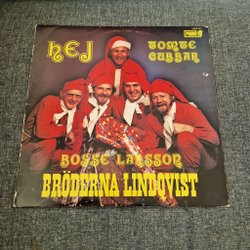 HEJ
TOMTE
GUBBAR
BOSSE LARSSON
BRÖDERNA LINDQVIST